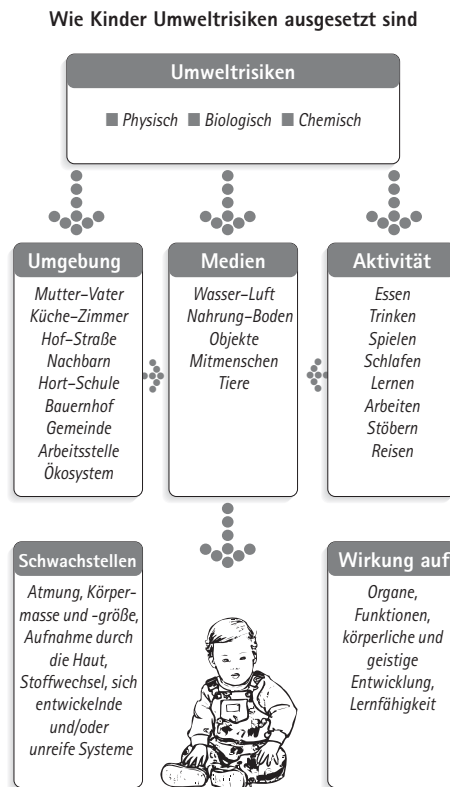 Wie Kinder Umweltrisiken ausgesetzt sind
Umweltrisiken
Physisch Biologisch Chemisch
Umgebung
Mutter–Vater
Küche–Zimmer
Hof–Straße
Nachbarn
Hort–Schule
Bauernhof
Gemeinde
Arbeitsstelle
Ökosystem
Medien
Wasser–Luft
Nahrung–Boden
Objekte
Mitmenschen
Tiere
Aktivität
Essen
Trinken
Spielen
Schlafen
Lernen
Arbeiten
Stöbern
Reisen
Schwachstellen
Atmung, Körper-
masse und -größe,
Aufnahme durch
die Haut,
Stoffwechsel, sich
entwickelnde
und/oder
unreife Systeme
Wirkung auf
Organe,
Funktionen,
körperliche und
geistige
Entwicklung,
Lernfähigkeit